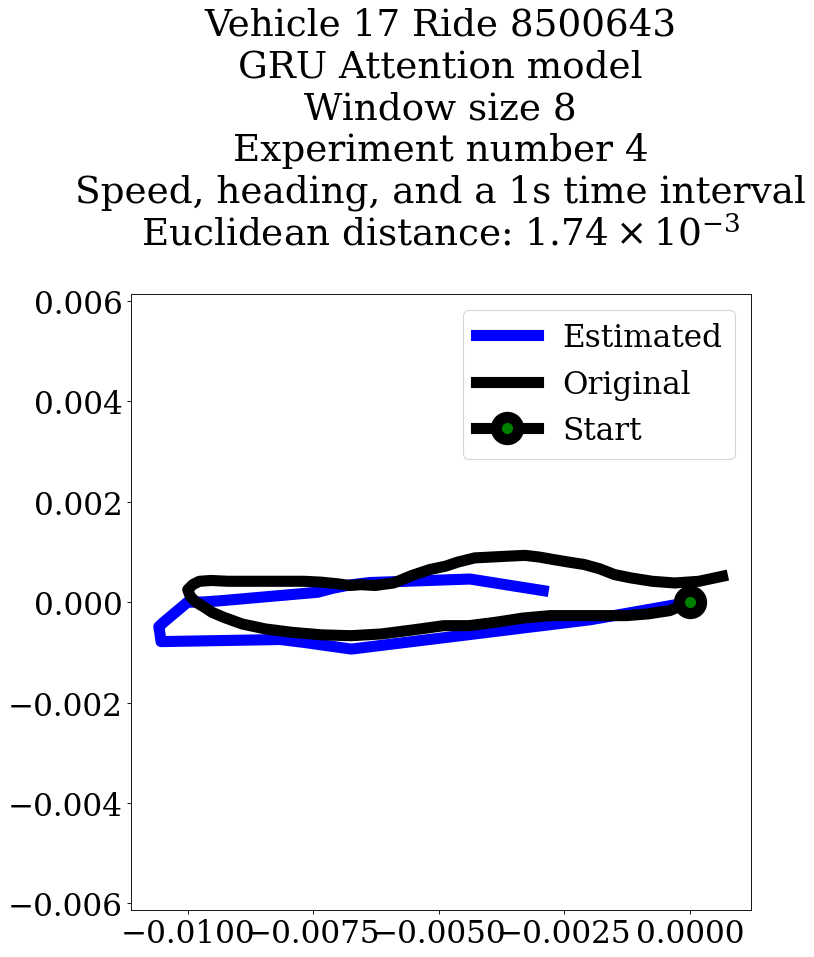 Vehicle 17 Ride 8500643
GRU Attention model
Window size 8
Experiment number 4
Speed, heading, and a 1s time interval
Euclidean distance: 1.74 × 10⁻³
0.006
0.004
0.002
0.000
−0.002
−0.004
−0.006
Estimated
Original
Start
−0.0100 −0.0075 −0.0050 −0.0025 0.0000